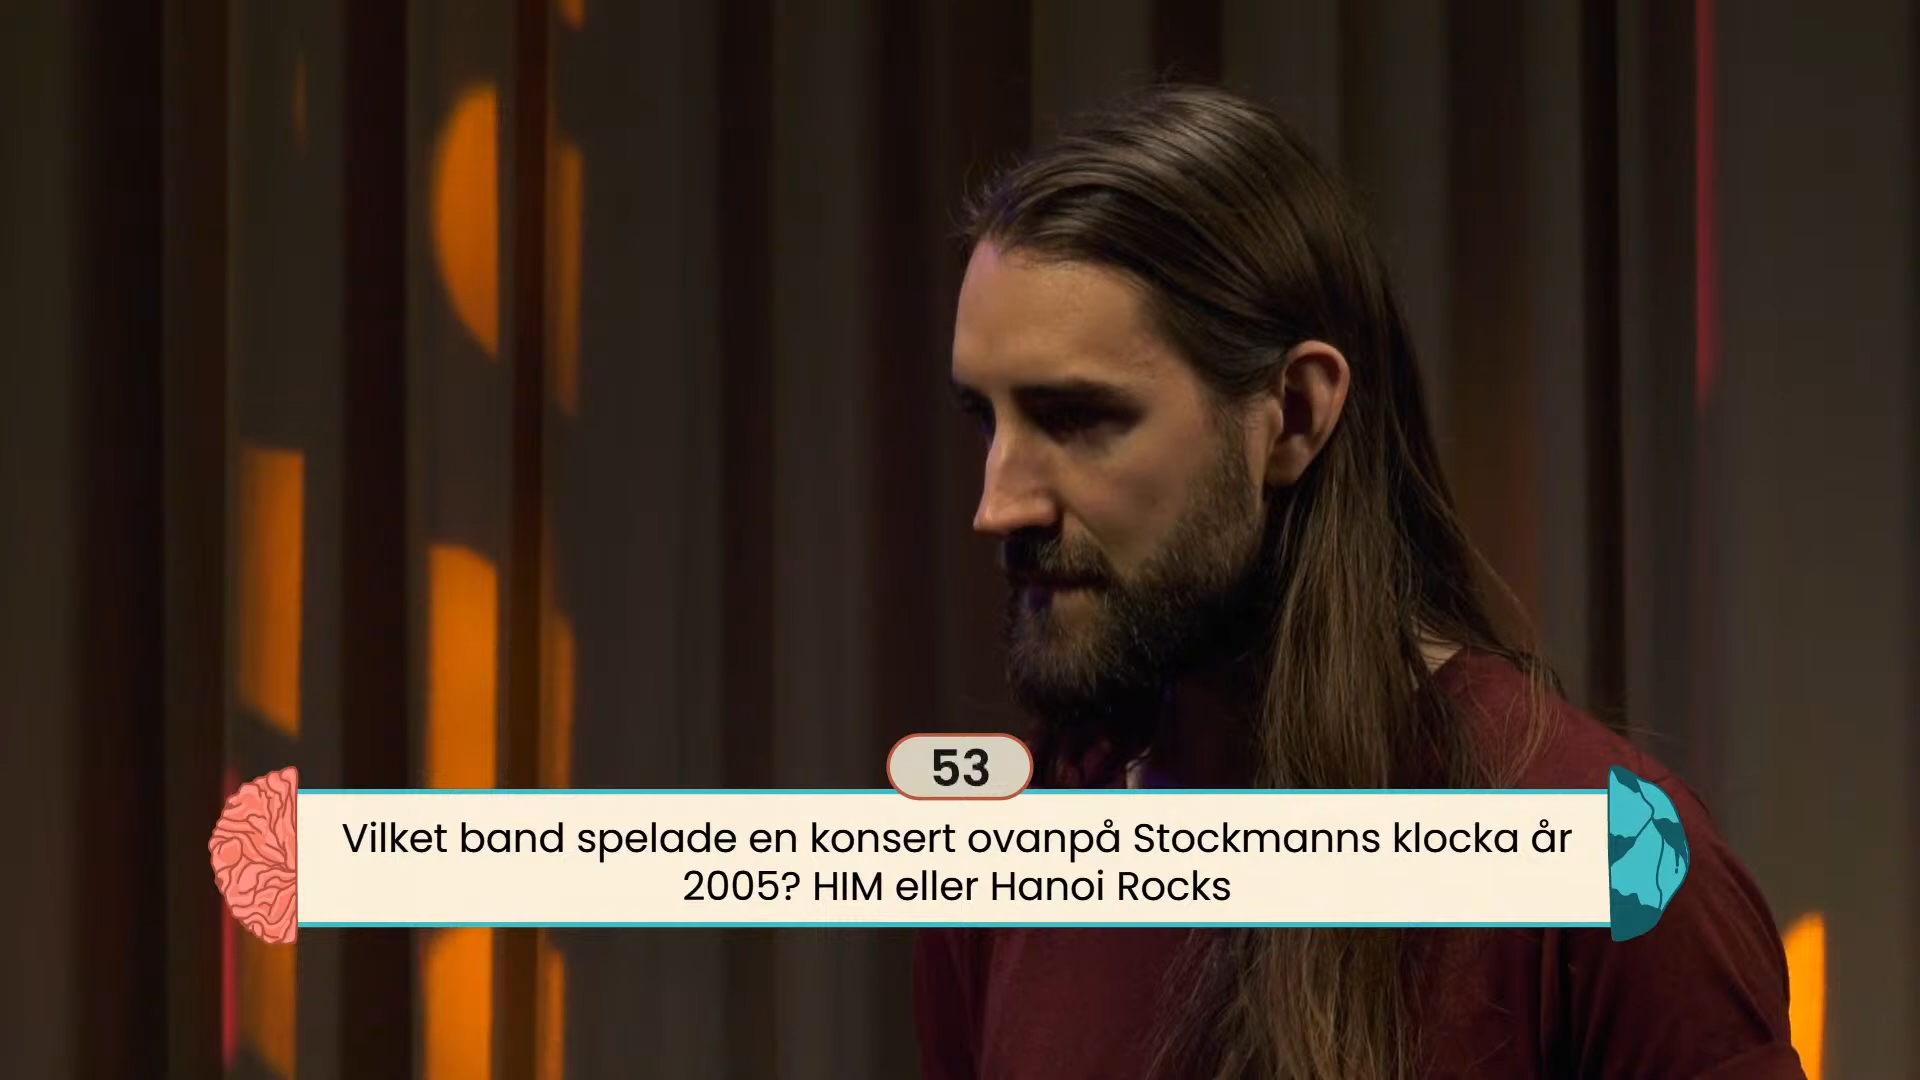 53
Vilket band spelade en konsert ovanpå Stockmanns klocka år
2005? HIM eller Hanoi Rocks